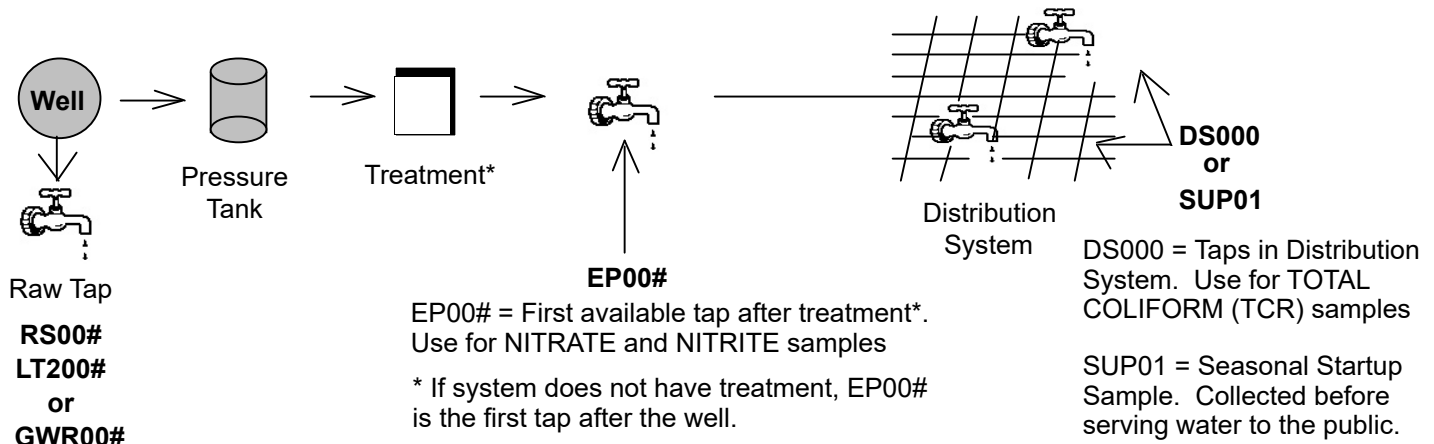 Well
Pressure
Tank
Treatment*
Raw Tap
RS00#
LT200#
or
GWR00#
EP00#
EP00# = First available tap after treatment*.
Use for NITRATE and NITRITE samples
* If system does not have treatment, EP00#
is the first tap after the well.
Distribution
System
DS000
or
SUP01
DS000 = Taps in Distribution
System. Use for TOTAL
COLIFORM (TCR) samples
SUP01 = Seasonal Startup
Sample. Collected before
serving water to the public.